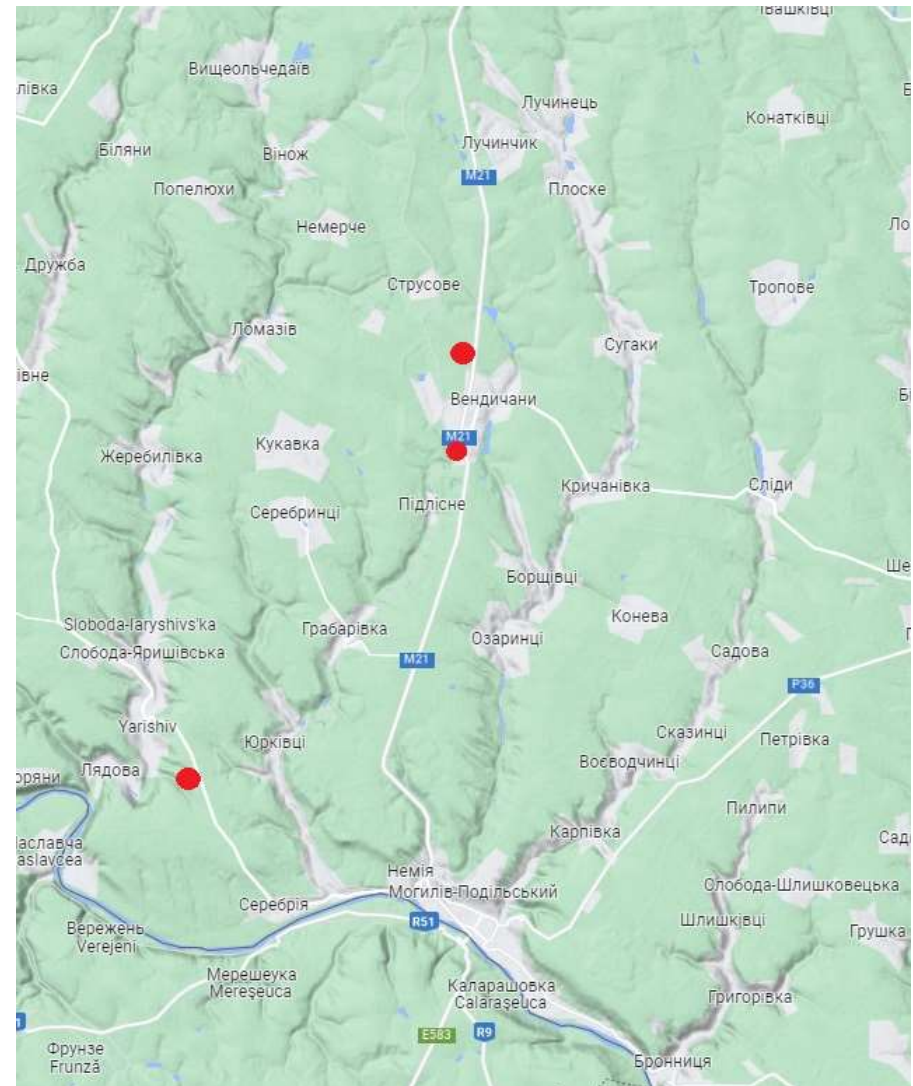 Вищеольчедаїв
Лучинець
Конатківці
Лучинчик
Біляни
Вінож
M21
Попелюхи
Плоске
Немерче
Дружба
Струсове
Тропове
Ломазів
Сугаки
Вендичани
M21
Кукавка
Жеребилівка
Кричанівка
Сліди
Підлісне
Серебринці
Борщівці
Конева
Sloboda-Iaryshivs'ka
Слобода-Яришівська
Грабарівка
Озаринці
M21
Садова
P36
Yarishiv
Сказинці
Петрівка
Юрківці
Воєводчинці
Лядова
Пилипи
Карпівка
Немія
Могилів-Подільський
Слобода-Шлишковецька
Серебрія
R51
Шлишківці
Вережень
Verejeni
Грушка
Мерешеука
Mereșeuca
Каларашовка
Calarașeuca
Григорівка
E583
R9
Фрунзе
Frunză
Бронниця